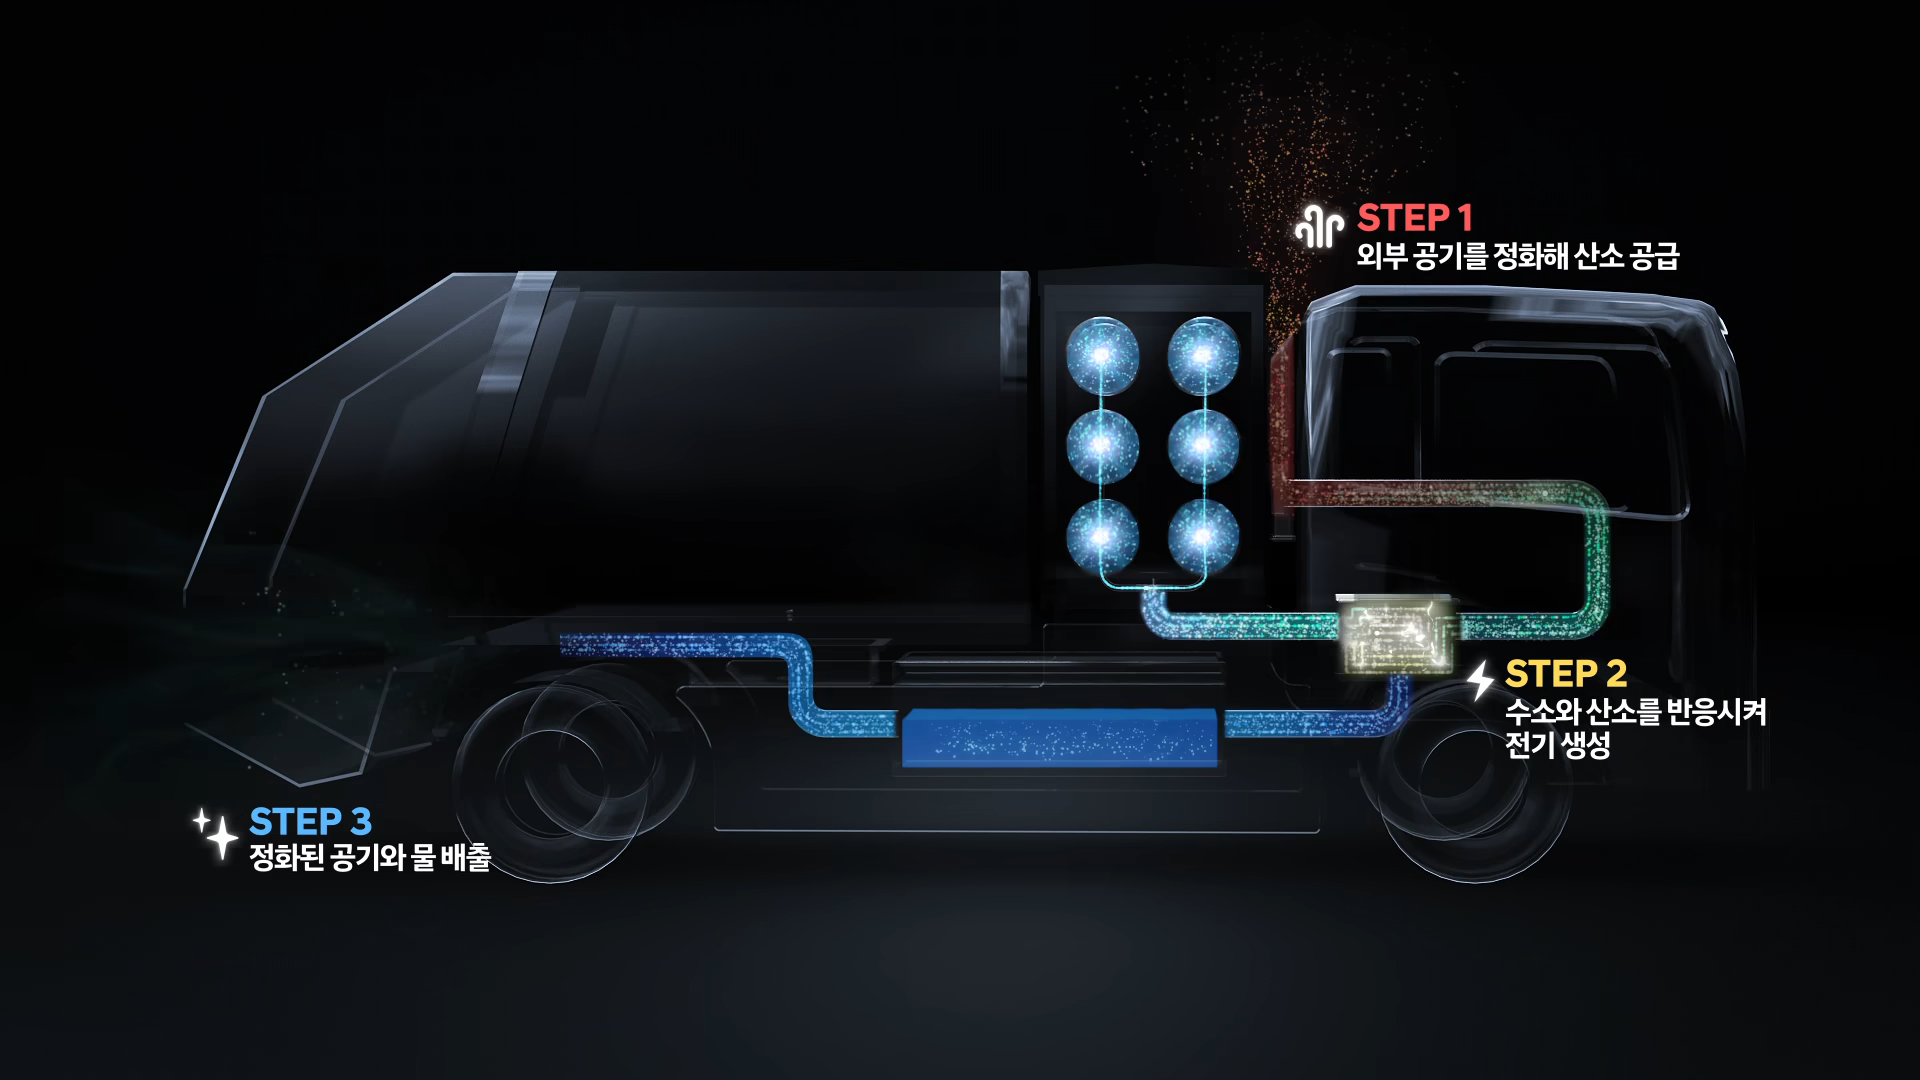 STEP 1
외부 공기를 정화해 산소 공급
STEP 2
수소와 산소를 반응시켜
전기 생성
STEP 3
정화된 공기와 물 배출